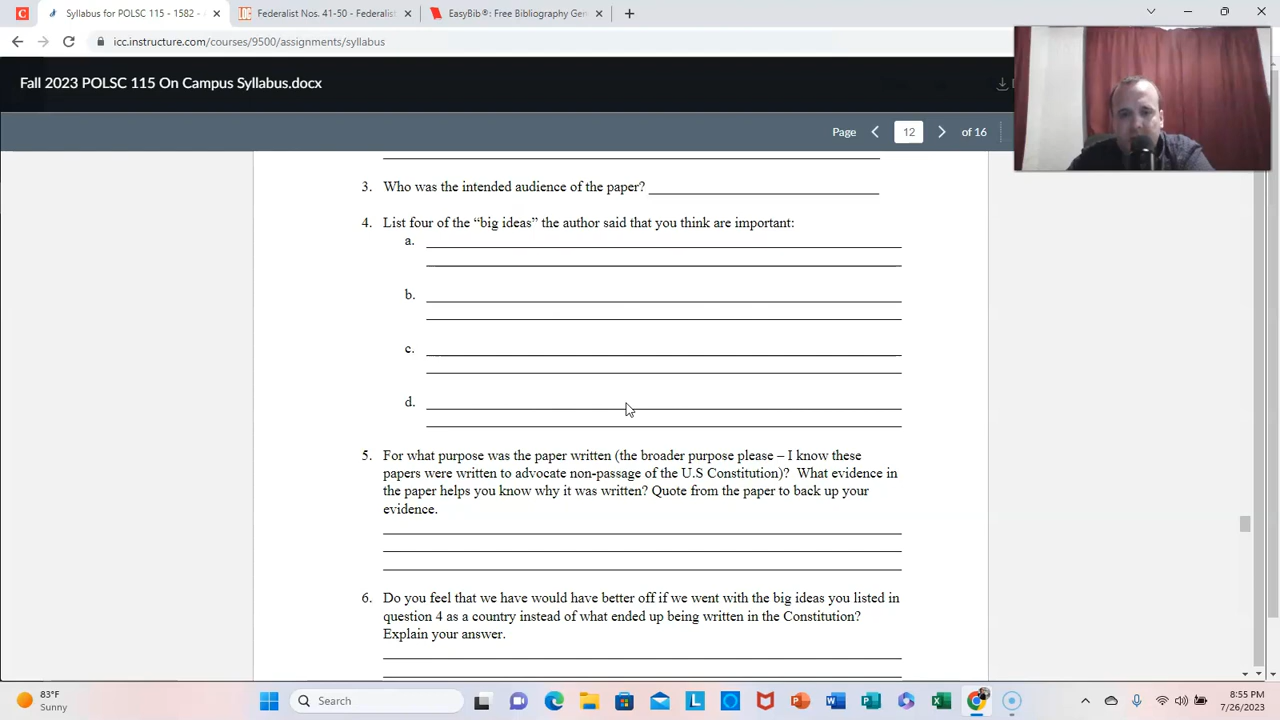 Syllabus for POLSC 115 - 1582 -
Federalist Nos. 41-50 - Federalist
EasyBib®: Free Bibliography Gen
icc.instructure.com/courses/9500/assignments/syllabus
Fall 2023 POLSC 115 On Campus Syllabus.docx
Page 12 of 16
3. Who was the intended audience of the paper?
4. List four of the “big ideas” the author said that you think are important:
a.
b.
c.
d.
5. For what purpose was the paper written (the broader purpose please – I know these
papers were written to advocate non-passage of the U.S Constitution)? What evidence in
the paper helps you know why it was written? Quote from the paper to back up your
evidence.
6. Do you feel that we have would have better off if we went with the big ideas you listed in
question 4 as a country instead of what ended up being written in the Constitution?
Explain your answer.
83°F
Sunny
Search
8:55 PM
7/26/2023